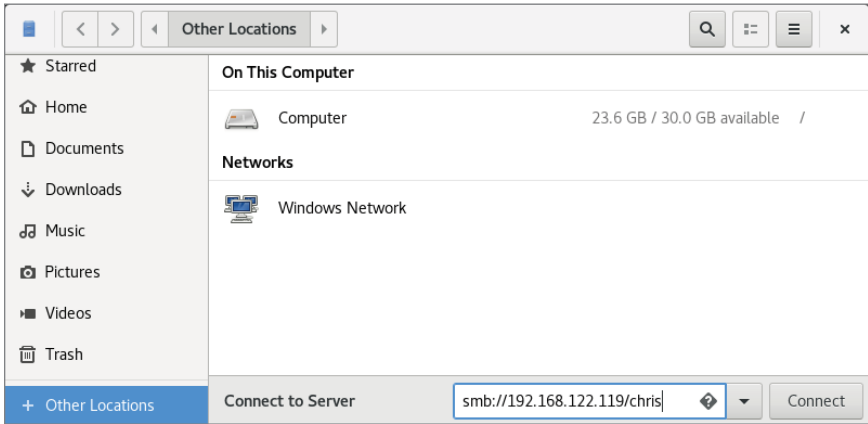 Other Locations
Starred
Home
Documents
Downloads
Music
Pictures
Videos
Trash
+ Other Locations
On This Computer
Computer 23.6 GB / 30.0 GB available /
Networks
Windows Network
Connect to Server smb://192.168.122.119/chris Connect